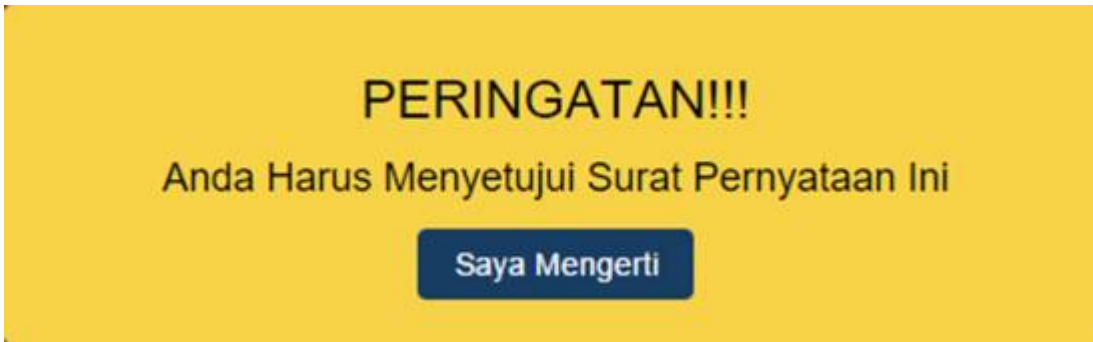 PERINGATAN!!!
Anda Harus Menyetujui Surat Pernyataan Ini
Saya Mengerti